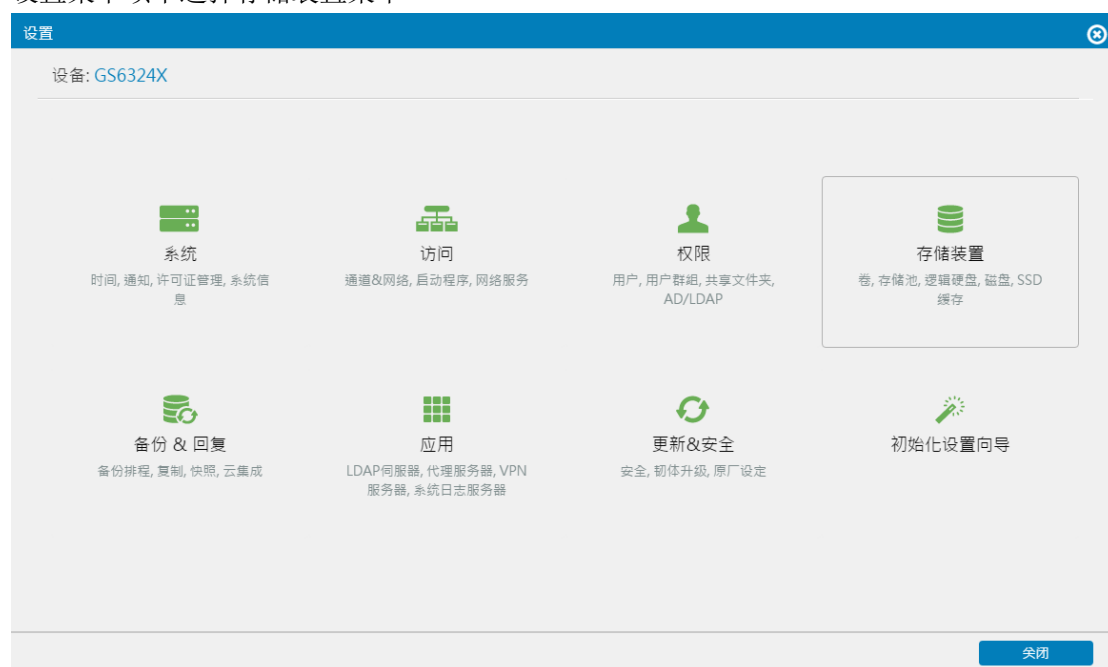 设置
设备: GS6324X
系统
时间, 通知, 许可证管理, 系统信
息
访问
通道&网络, 启动程序, 网络服务
权限
用户, 用户群組, 共享文件夹,
AD/LDAP
存储装置
卷, 存储池, 逻辑硬盘, 磁盘, SSD
缓存
备份 & 回复
备份排程, 复制, 快照, 云集成
应用
LDAP伺服器, 代理服务器, VPN
服务器, 系统日志服务器
更新&安全
安全, 韧体升级, 原厂设定
初始化设置向导
关闭